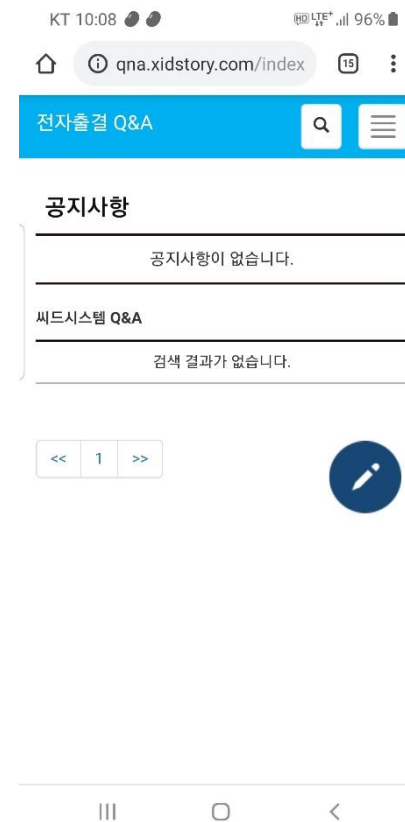 KT 10:08
HD LTE+ 96%
qna.xidstory.com/index
15
전자출결 Q&A
공지사항
공지사항이 없습니다.
씨드시스템 Q&A
검색 결과가 없습니다.
<< 1 >>